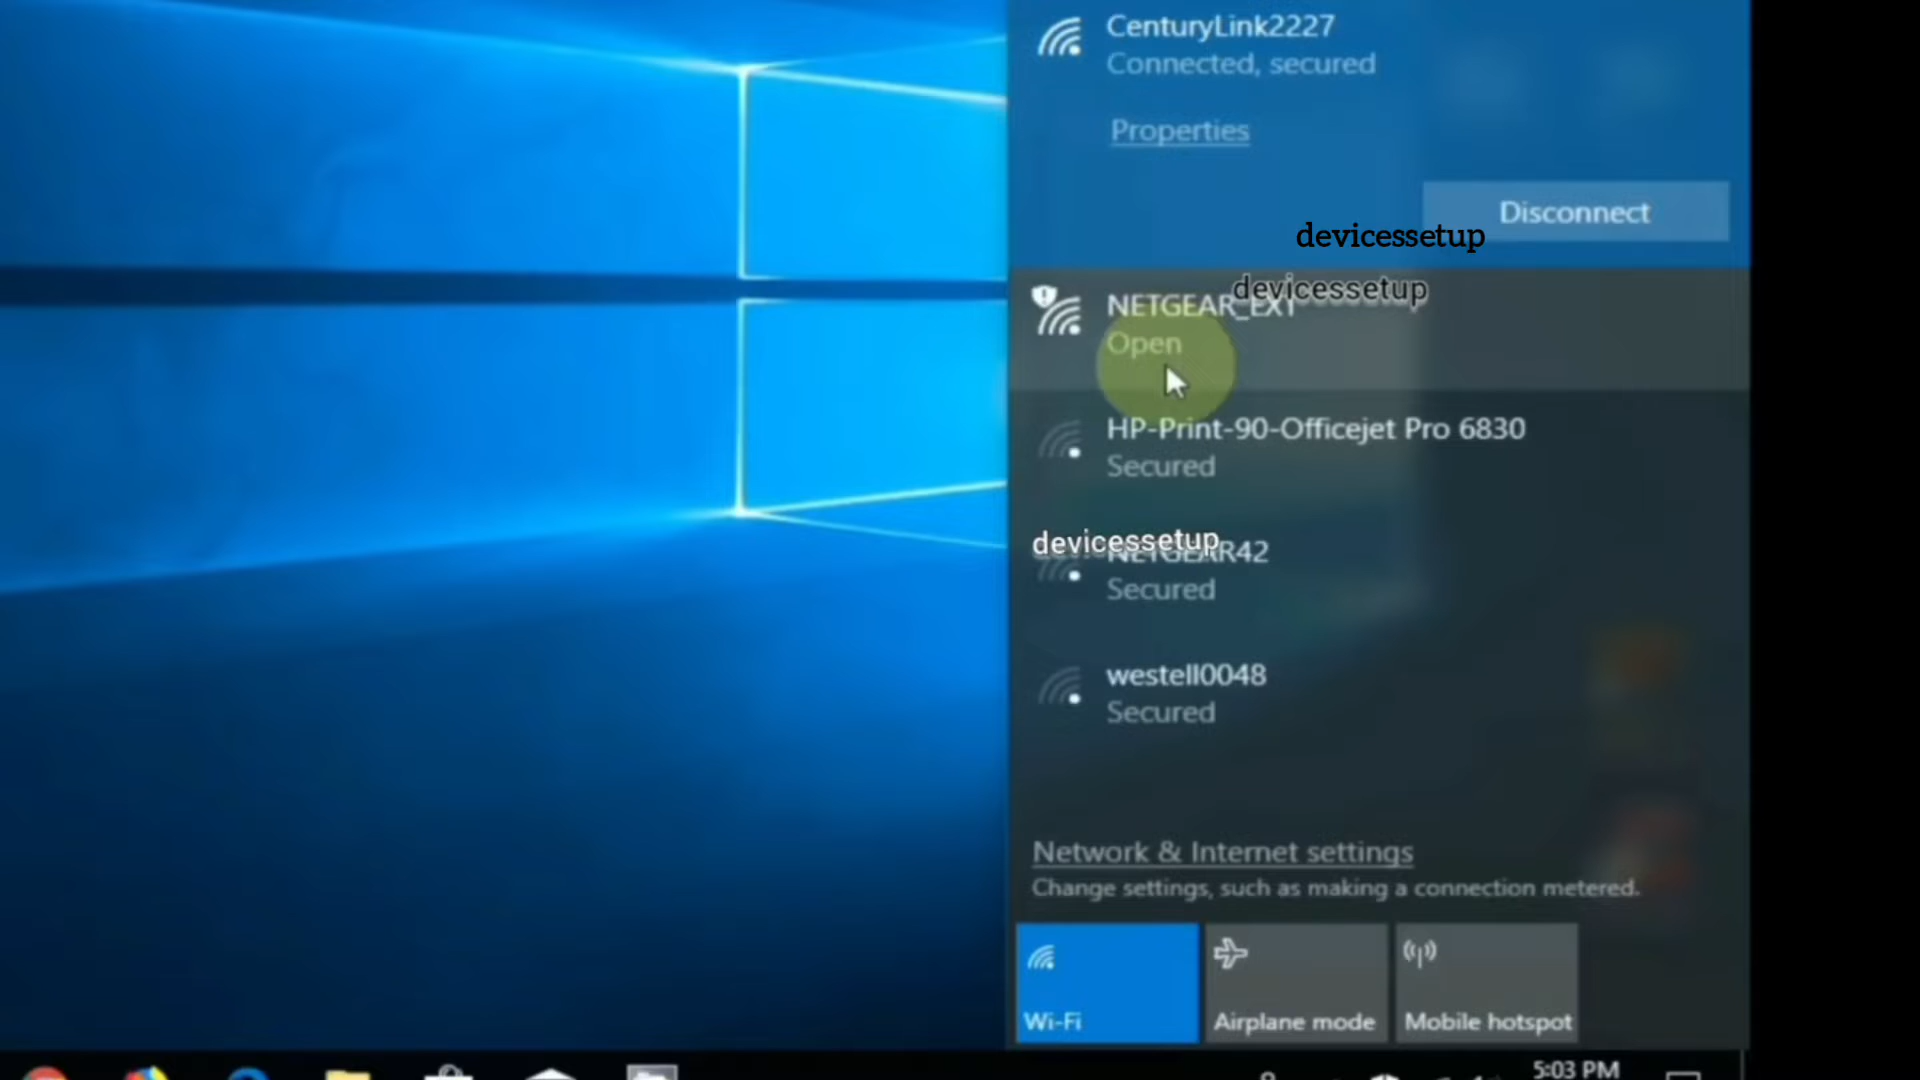 CenturyLink2227
Connected, secured
Properties
Disconnect
devicessetup
devicessetup
NETGEAR_EXT
Open
HP-Print-90-Officejet Pro 6830
Secured
devicessetup
NETGEAR42
Secured
westell0048
Secured
Network & Internet settings
Change settings, such as making a connection metered.
Wi-Fi
Airplane mode
Mobile hotspot
5:03 PM